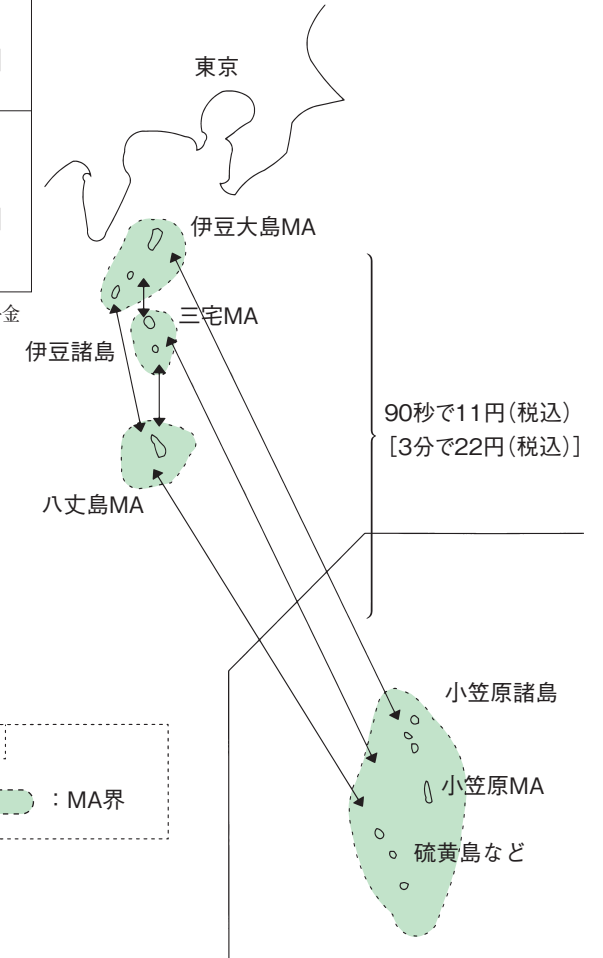 東京
伊豆大島MA
金
三宅MA
伊豆諸島
90秒で11円(税込)
[3分で22円(税込)]
八丈島MA
小笠原諸島
小笠原MA
：MA界
硫黄島など